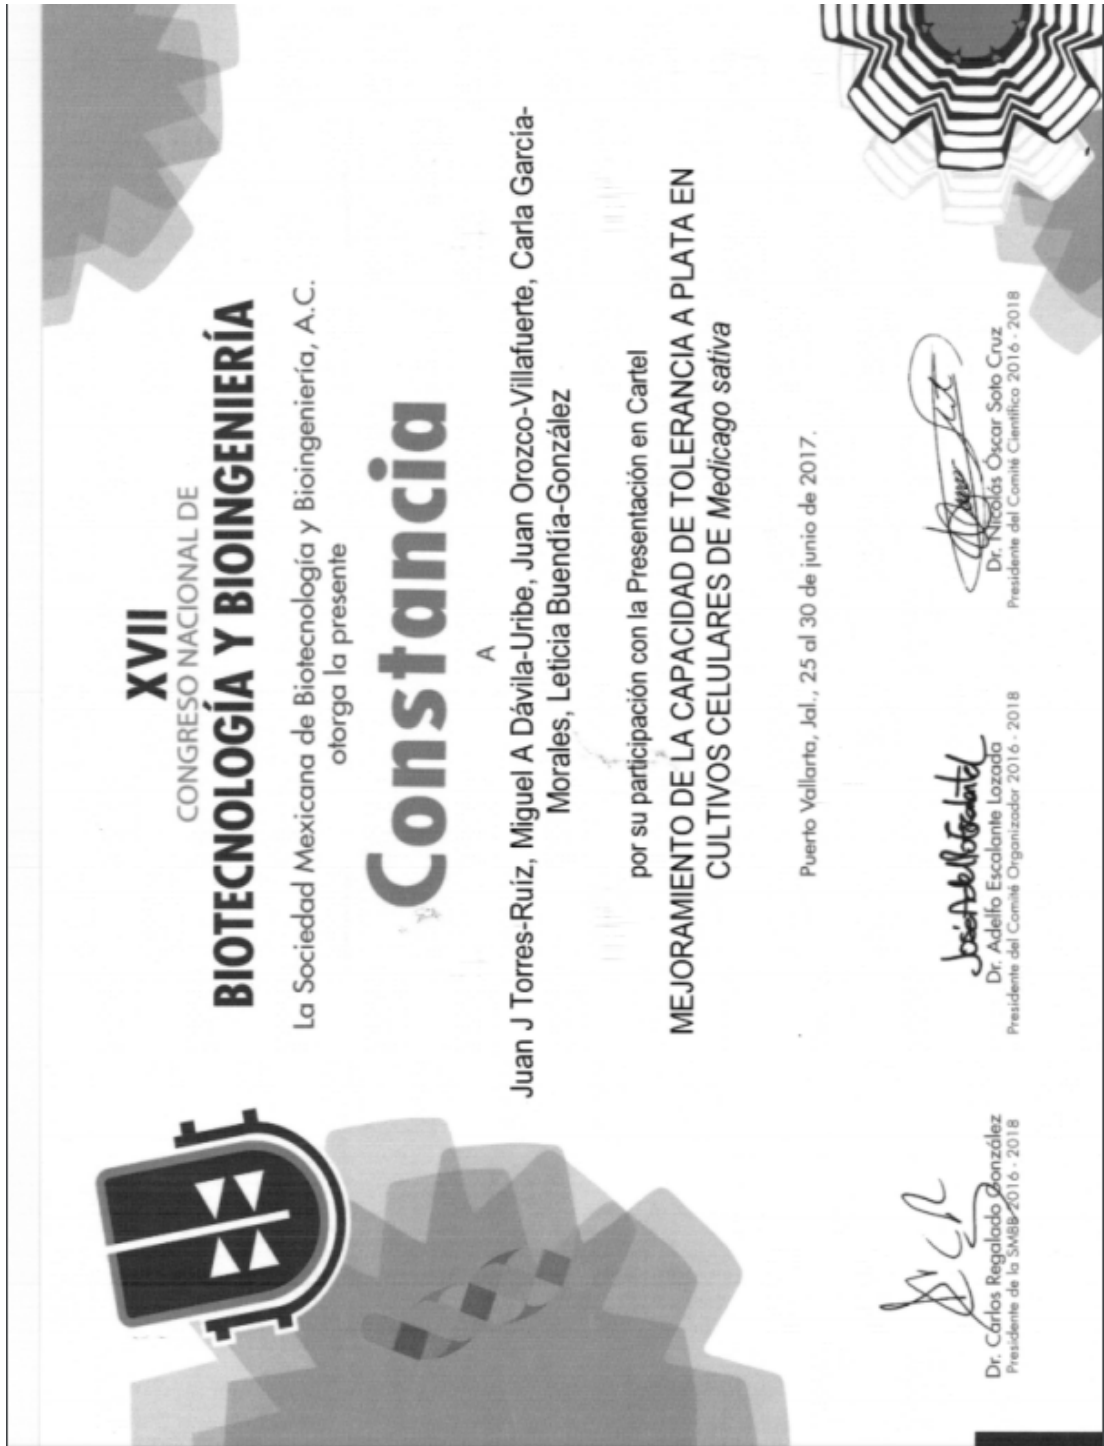 XVII
CONGRESO NACIONAL DE
BIOTECNOLOGÍA Y BIOINGENIERÍA
La Sociedad Mexicana de Biotecnología y Bioingeniería, A.C.
otorga la presente
Constancia
A
Juan J Torres-Ruíz, Miguel A Dávila-Uribe, Juan Orozco-Villafuerte, Carla García-
Morales, Leticia Buendía-González
por su participación con la Presentación en Cartel
MEJORAMIENTO DE LA CAPACIDAD DE TOLERANCIA A PLATA EN
CULTIVOS CELULARES DE Medicago sativa
Puerto Vallarta, Jal., 25 al 30 de junio de 2017.
Dr. Carlos Regalado González
Presidente de la SMBB 2016 - 2018
Dr. Adelfo Escalante Lozada
Presidente del Comité Organizador 2016 - 2018
Dr. Nicolás Óscar Soto Cruz
Presidente del Comité Científico 2016 - 2018